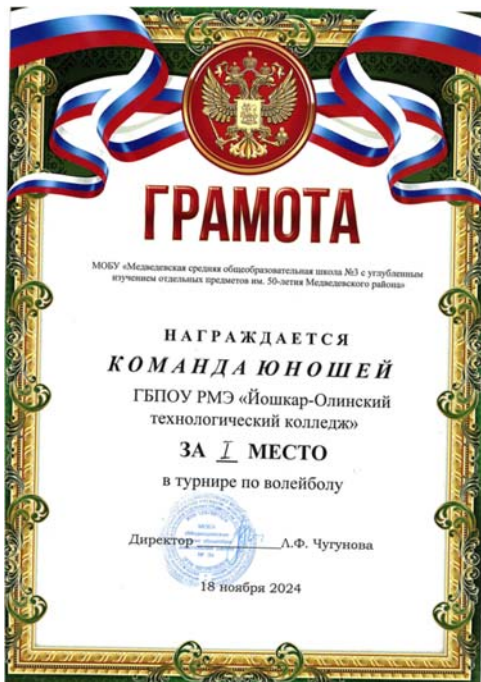 ГРАМОТА
МОБУ «Медведевская средняя общеобразовательная школа №3 с углубленным
изучением отдельных предметов им. 50-летия Медведевского района»
НАГРАЖДАЕТСЯ
КОМАНДА ЮНОШЕЙ
ГБПОУ РМЭ «Йошкар-Олинский
технологический колледж»
ЗА I МЕСТО
в турнире по волейболу
Директор Л.Ф. Чугунова
18 ноября 2024